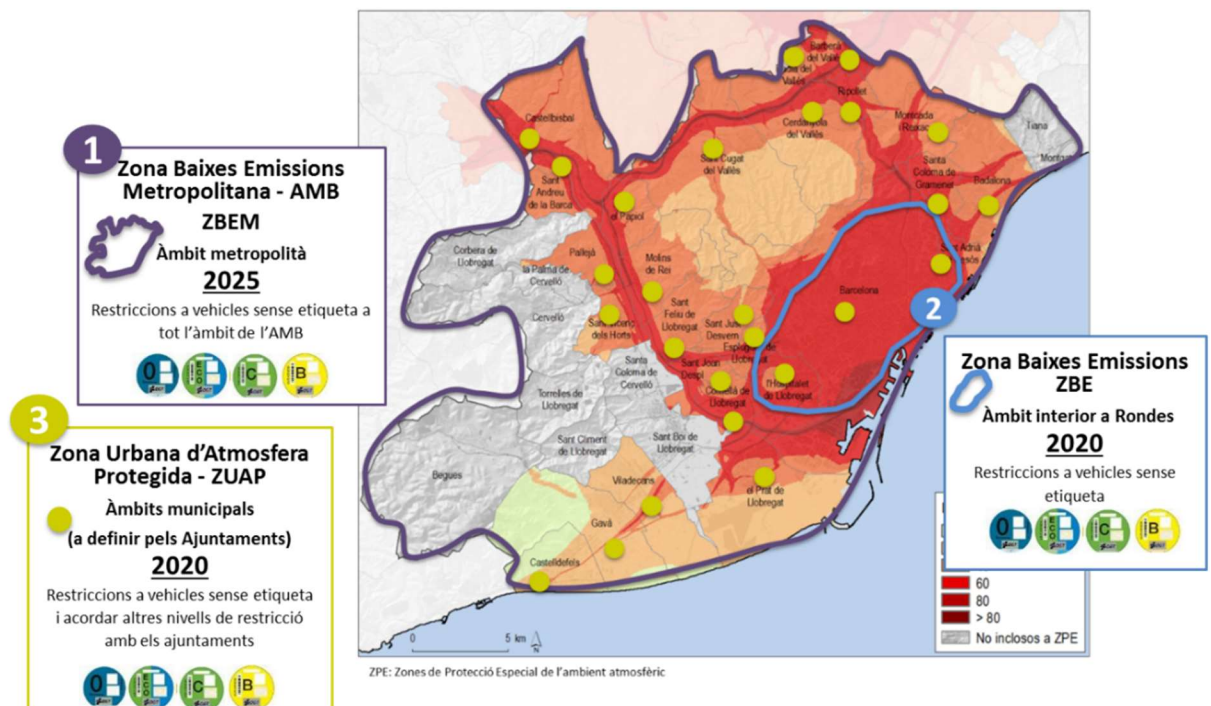 1
Zona Baixes Emissions
Metropolitana - AMB
ZBEM
Àmbit metropolità
2025
Restriccions a vehicles sense etiqueta a
tot l'àmbit de l'AMB
0
ECO
C
B
3
Zona Urbana d'Atmosfera
Protegida - ZUAP
Àmbits municipals
(a definir pels Ajuntaments)
2020
Restriccions a vehicles sense etiqueta
i acordar altres nivells de restricció
amb els ajuntaments
0
ECO
C
B
Barberà
del Vallès
del
Vallès
Ripollet
Castellbisbal
Cerdanyola
del Vallès
Montcada
i Reixac
Tiana
Sant Cugat
del Vallès
Santa
Coloma de
Gramenet
Badalona
Sant
Andreu
de la Barca
el Papiol
Corbera de
Llobregat
Pallejà
la Palma de
Cervelló
Molins
de Rei
Sant Adrià
Barcelona
Cervelló
dels Horts
Sant
Feliu de
Llobregat
Sant Just
Desvern
Llobregat
Santa
Coloma de
Cervelló
Sant Joan
Despí
l'Hospitalet
de Llobregat
Cornellà de
Llobregat
Torrelles de
Llobregat
Sant Climent
de Llobregat
Sant Boi de
Llobregat
Begues
Viladecans
el Prat de
Llobregat
Gavà
Castelldefels
0
5 km
N
2
Zona Baixes Emissions
ZBE
Àmbit interior a Rondes
2020
Restriccions a vehicles sense
etiqueta
0
ECO
C
B
60
80
> 80
No inclosos a ZPE
ZPE: Zones de Protecció Especial de l'ambient atmosfèric